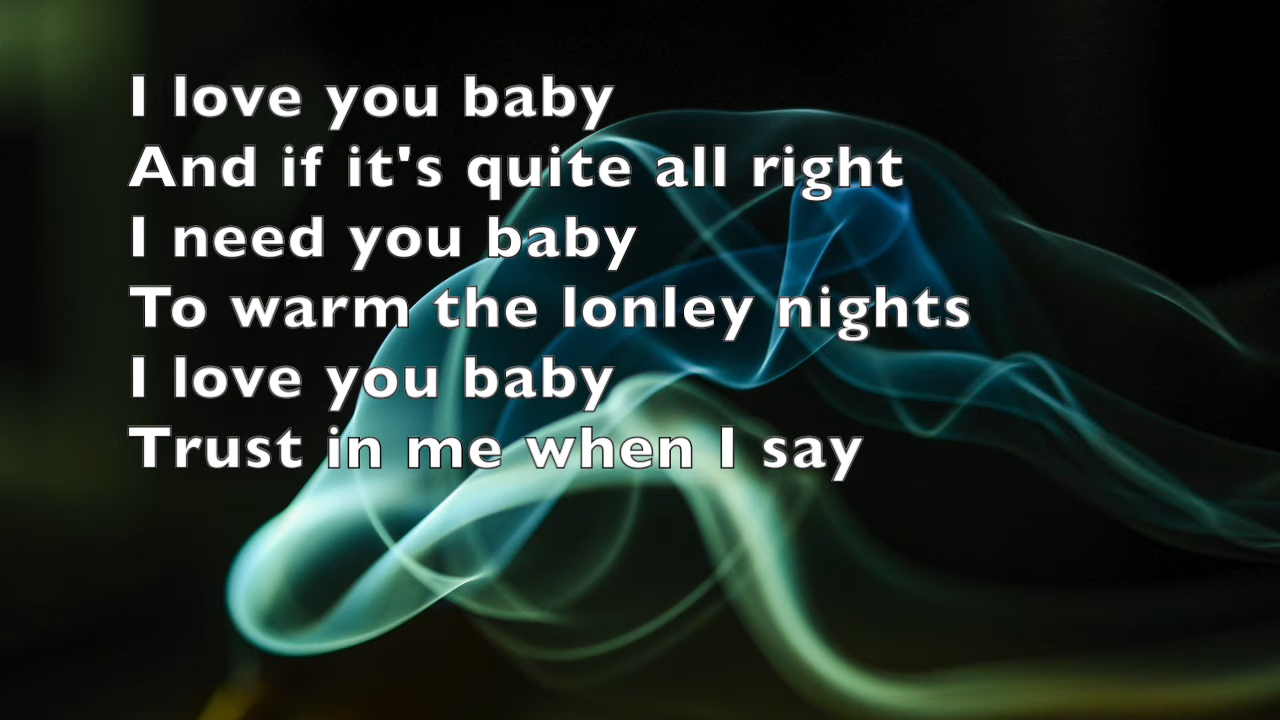 I love you baby
And if it's quite all right
I need you baby
To warm the lonley nights
I love you baby
Trust in me when I say